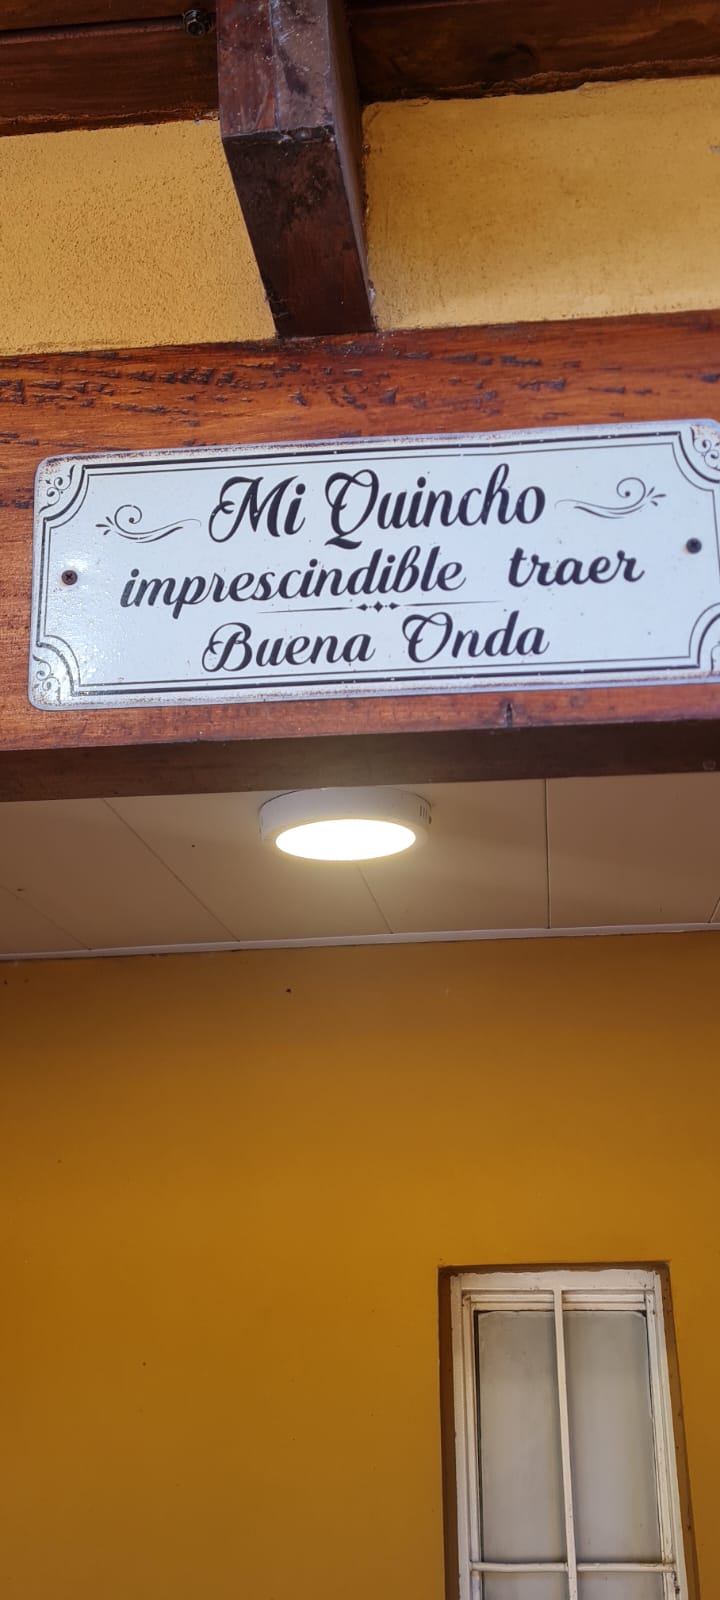 Mi Quincho
imprescindible traer
Buena Onda